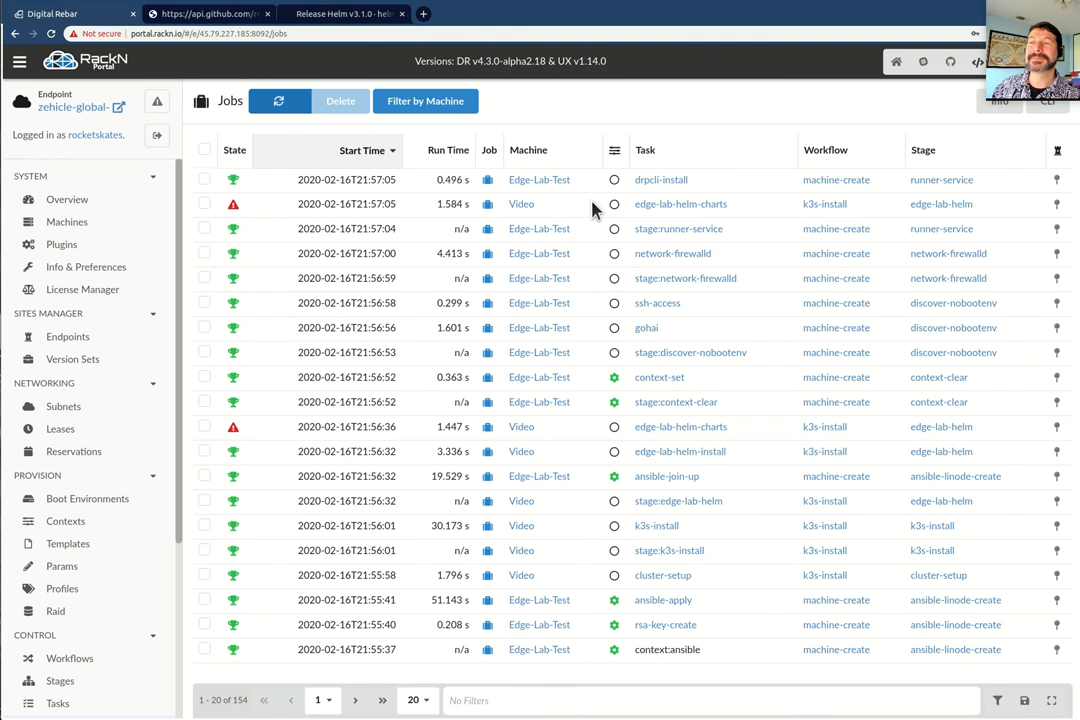 Digital Rebar
https://api.github.com/r
Release Helm v3.1.0 · heln
Not secure
portal.rackn.io/#/e/45.79.227.185:8092/jobs
RackN
Portal
Versions: DR v4.3.0-alpha2.18 & UX v1.14.0
Endpoint
zehicle-global-
Logged in as rocketskates.
Jobs
Delete
Filter by Machine
Info
CLI
State Start Time Run Time Job Machine Task Workflow Stage
2020-02-16T21:57:05 0.496 s Edge-Lab-Test drpcli-install machine-create runner-service
2020-02-16T21:57:05 1.584 s Video edge-lab-helm-charts k3s-install edge-lab-helm
2020-02-16T21:57:04 n/a Edge-Lab-Test stage:runner-service machine-create runner-service
2020-02-16T21:57:00 4.413 s Edge-Lab-Test network-firewalld machine-create network-firewalld
2020-02-16T21:56:59 n/a Edge-Lab-Test stage:network-firewalld machine-create network-firewalld
2020-02-16T21:56:58 0.299 s Edge-Lab-Test ssh-access machine-create discover-nobootenv
2020-02-16T21:56:56 1.601 s Edge-Lab-Test gohai machine-create discover-nobootenv
2020-02-16T21:56:53 n/a Edge-Lab-Test stage:discover-nobootenv machine-create discover-nobootenv
2020-02-16T21:56:52 0.363 s Edge-Lab-Test context-set machine-create context-clear
2020-02-16T21:56:52 n/a Edge-Lab-Test stage:context-clear machine-create context-clear
2020-02-16T21:56:36 1.447 s Video edge-lab-helm-charts k3s-install edge-lab-helm
2020-02-16T21:56:32 3.336 s Video edge-lab-helm-install k3s-install edge-lab-helm
2020-02-16T21:56:32 19.529 s Edge-Lab-Test ansible-join-up machine-create ansible-linode-create
2020-02-16T21:56:32 n/a Video stage:edge-lab-helm k3s-install edge-lab-helm
2020-02-16T21:56:01 30.173 s Video k3s-install k3s-install k3s-install
2020-02-16T21:56:01 n/a Video stage:k3s-install k3s-install k3s-install
2020-02-16T21:55:58 1.796 s Video cluster-setup k3s-install cluster-setup
2020-02-16T21:55:41 51.143 s Edge-Lab-Test ansible-apply machine-create ansible-linode-create
2020-02-16T21:55:40 0.208 s Edge-Lab-Test rsa-key-create machine-create ansible-linode-create
2020-02-16T21:55:37 n/a Edge-Lab-Test context:ansible machine-create ansible-linode-create
SYSTEM
Overview
Machines
Plugins
Info & Preferences
License Manager
SITES MANAGER
Endpoints
Version Sets
NETWORKING
Subnets
Leases
Reservations
PROVISION
Boot Environments
Contexts
Templates
Params
Profiles
Raid
CONTROL
Workflows
Stages
Tasks
1 - 20 of 154
1
20
No Filters